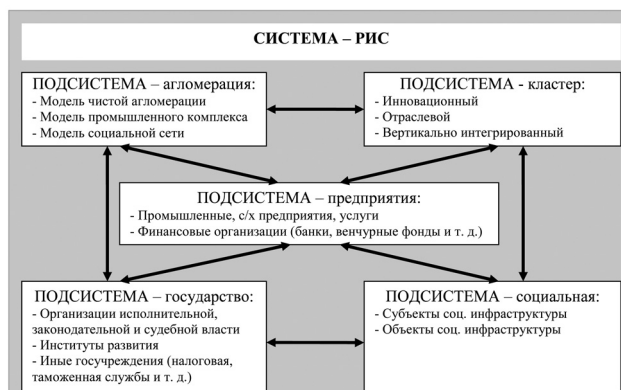 СИСТЕМА – РИС
ПОДСИСТЕМА – агломерация:
- Модель чистой агломерации
- Модель промышленного комплекса
- Модель социальной сети
ПОДСИСТЕМА - кластер:
- Инновационный
- Отраслевой
- Вертикально интегрированный
ПОДСИСТЕМА – предприятия:
- Промышленные, с/х предприятия, услуги
- Финансовые организации (банки, венчурные фонды и т. д.)
ПОДСИСТЕМА – государство:
- Организации исполнительной,
законодательной и судебной власти
- Институты развития
- Иные госучреждения (налоговая,
таможенная службы и т. д.)
ПОДСИСТЕМА – социальная:
- Субъекты соц. инфраструктуры
- Объекты соц. инфраструктуры